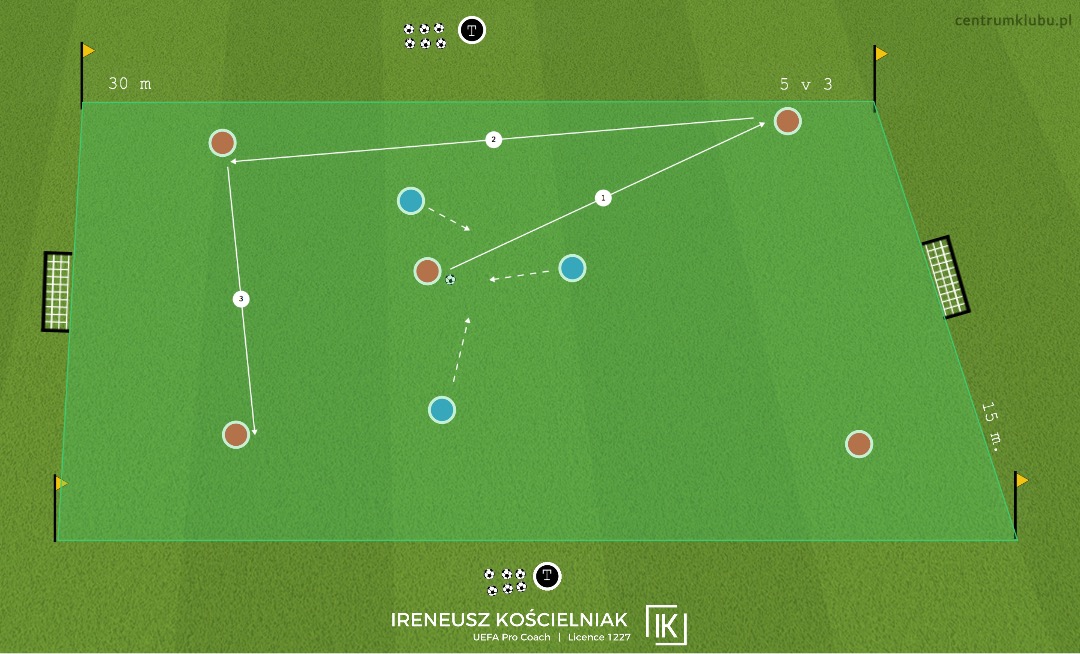 T
centrumklubu.pl
30 m
5 v 3
2
1
3
15 m.
T
IRENEUSZ KOŚCIELNIAK
UEFA Pro Coach | Licence 1227
IK